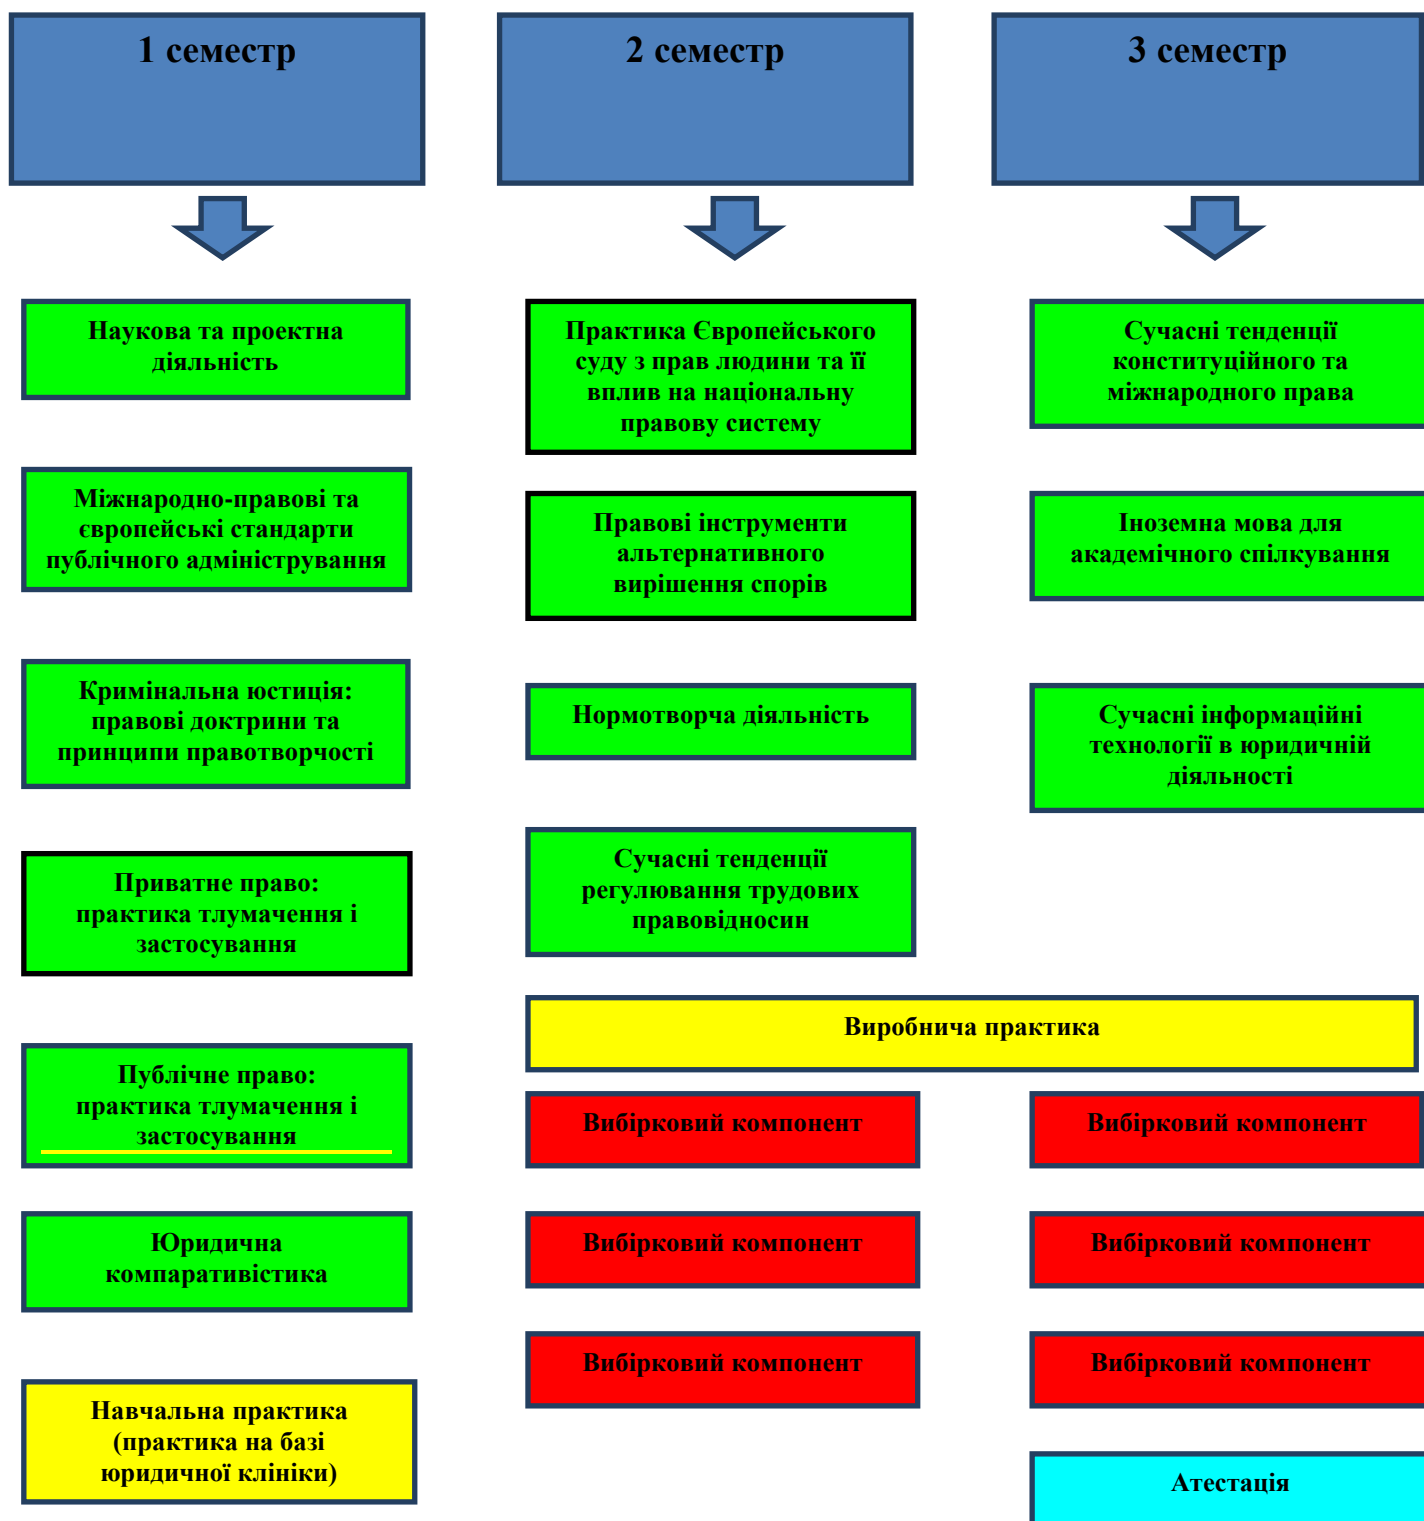 1 семестр
2 семестр
3 семестр
Наукова та проектна
діяльність
Міжнародно-правові та
європейські стандарти
публічного адміністрування
Кримінальна юстиція:
правові доктрини та
принципи правотворчості
Приватне право:
практика тлумачення і
застосування
Публічне право:
практика тлумачення і
застосування
Юридична
компаративістика
Навчальна практика
(практика на базі
юридичної клініки)
Практика Європейського
суду з прав людини та її
вплив на національну
правову систему
Правові інструменти
альтернативного
вирішення спорів
Нормотворча діяльність
Сучасні тенденції
регулювання трудових
правовідносин
Виробнича практика
Вибірковий компонент
Вибірковий компонент
Вибірковий компонент
Сучасні тенденції
конституційного та
міжнародного права
Іноземна мова для
академічного спілкування
Сучасні інформаційні
технології в юридичній
діяльності
Вибірковий компонент
Вибірковий компонент
Вибірковий компонент
Атестація